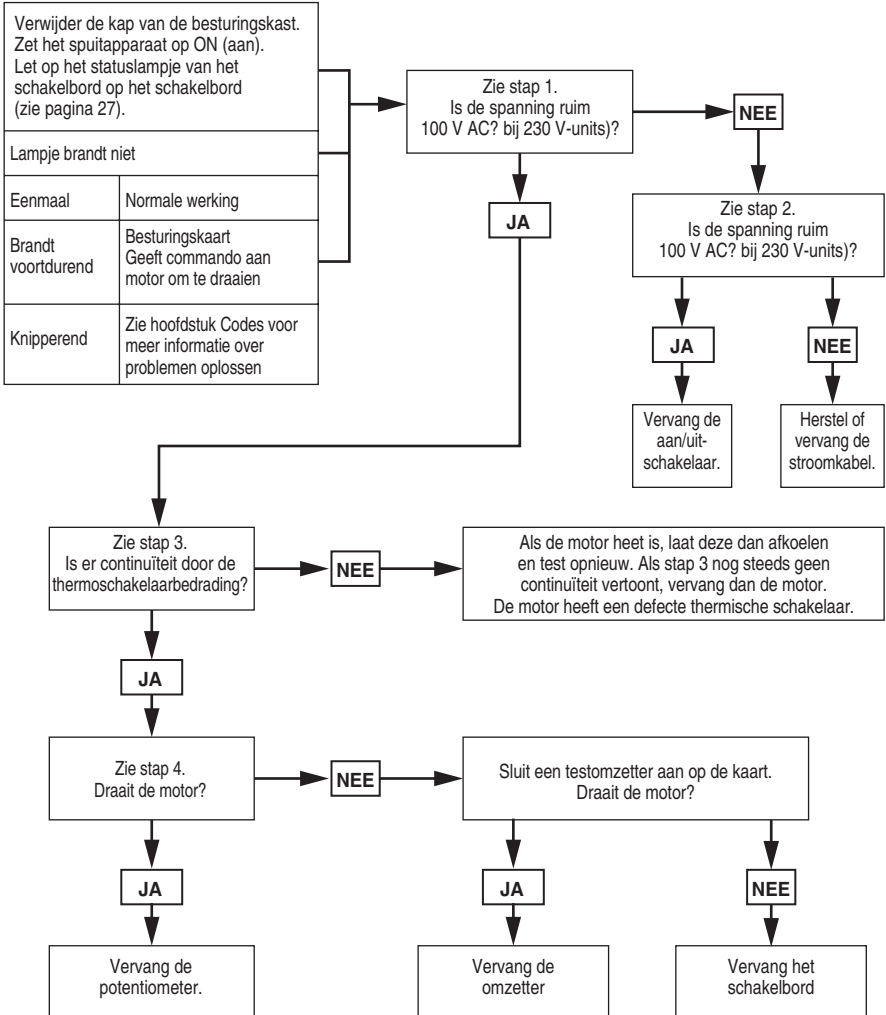 Verwijder de kap van de besturingskast.
Zet het spuitapparaat op ON (aan).
Let op het statuslampje van het
schakelbord op het schakelbord
(zie pagina 27).
Lampje brandt niet
Eenmaal
Normale werking
Brandt
voortdurend
Besturingskaart
Geeft commando aan
motor om te draaien
Knipperend
Zie hoofdstuk Codes voor
meer informatie over
problemen oplossen
Zie stap 1.
Is de spanning ruim
100 V AC? bij 230 V-units)?
NEE
JA
Zie stap 2.
Is de spanning ruim
100 V AC? bij 230 V-units)?
JA
NEE
Vervang de
aan/uit-
schakelaar.
Herstel of
vervang de
stroomkabel.
Zie stap 3.
Is er continuïteit door de
thermoschakelaarbedrading?
NEE
Als de motor heet is, laat deze dan afkoelen
en test opnieuw. Als stap 3 nog steeds geen
continuïteit vertoont, vervang dan de motor.
De motor heeft een defecte thermische schakelaar.
JA
Zie stap 4.
Draait de motor?
NEE
Sluit een testomzetter aan op de kaart.
Draait de motor?
JA
JA
NEE
Vervang de
potentiometer.
Vervang de
omzetter
Vervang het
schakelbord